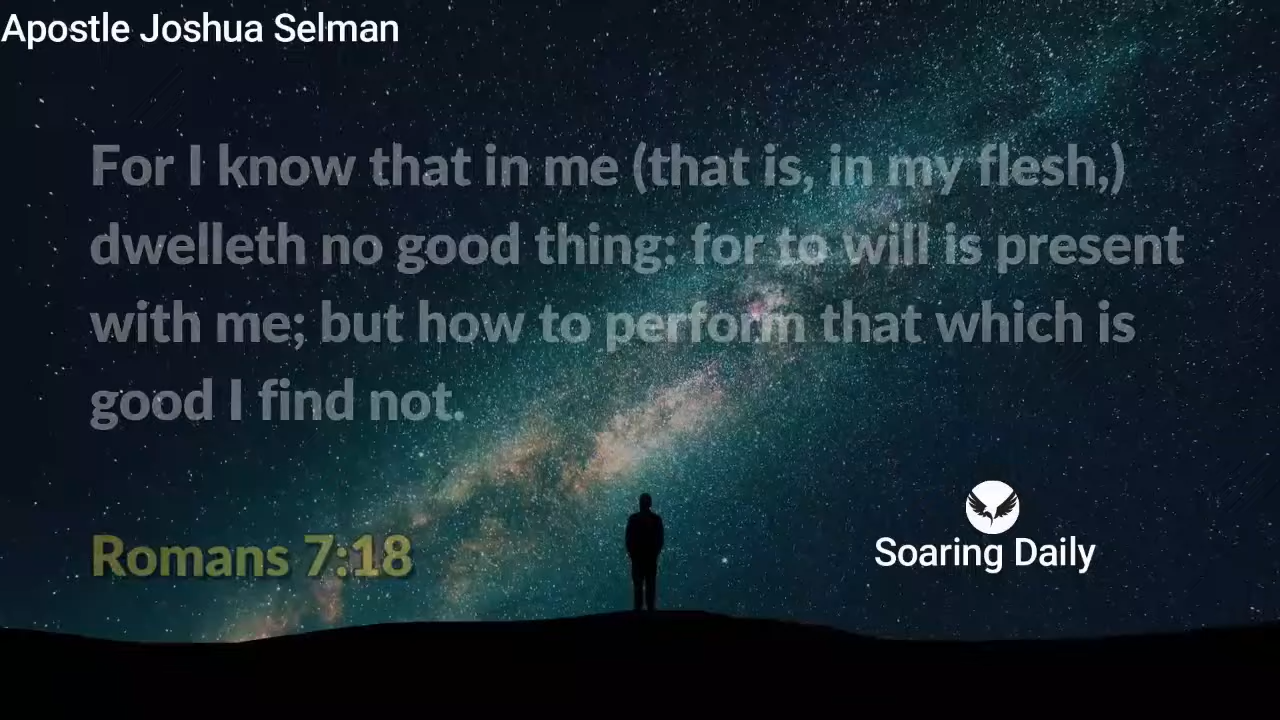 Apostle Joshua Selman
For I know that in me (that is, in my flesh,)
dwelleth no good thing: for to will is present
with me; but how to perform that which is
good I find not.
Romans 7:18
Soaring Daily